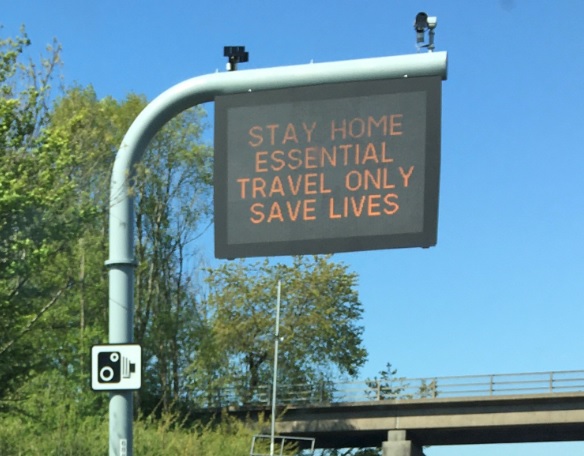 STAY HOME
ESSENTIAL
TRAVEL ONLY
SAVE LIVES